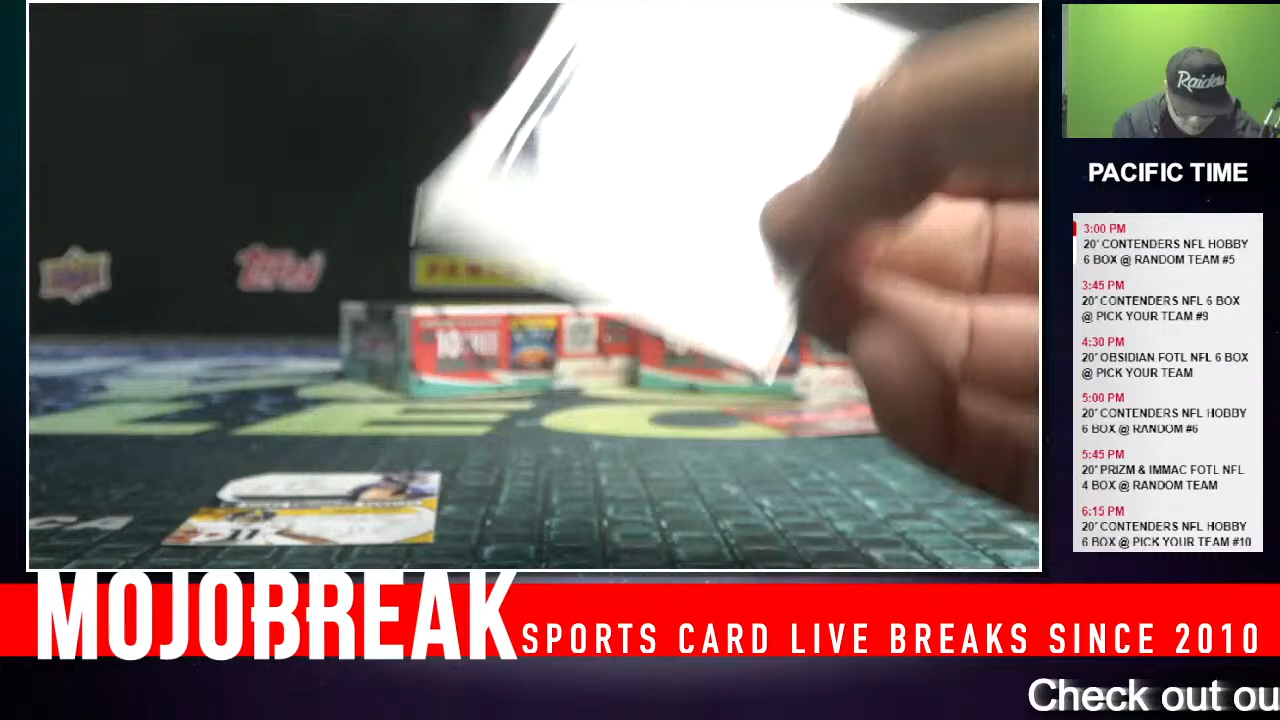 Raiders
PACIFIC TIME
3:00 PM
20' CONTENDERS NFL HOBBY
6 BOX @ RANDOM TEAM #5
3:45 PM
20' CONTENDERS NFL 6 BOX
@ PICK YOUR TEAM #9
4:30 PM
20' OBSIDIAN FOTL NFL 6 BOX
@ PICK YOUR TEAM
5:00 PM
20' CONTENDERS NFL HOBBY
6 BOX @ RANDOM #6
5:45 PM
20' PRIZM & IMMAC FOTL NFL
4 BOX @ RANDOM TEAM
6:15 PM
20' CONTENDERS NFL HOBBY
6 BOX @ PICK YOUR TEAM #10
Topps
PANINI
11
MOJOBREAK
SPORTS CARD LIVE BREAKS SINCE 2010
Check out ou